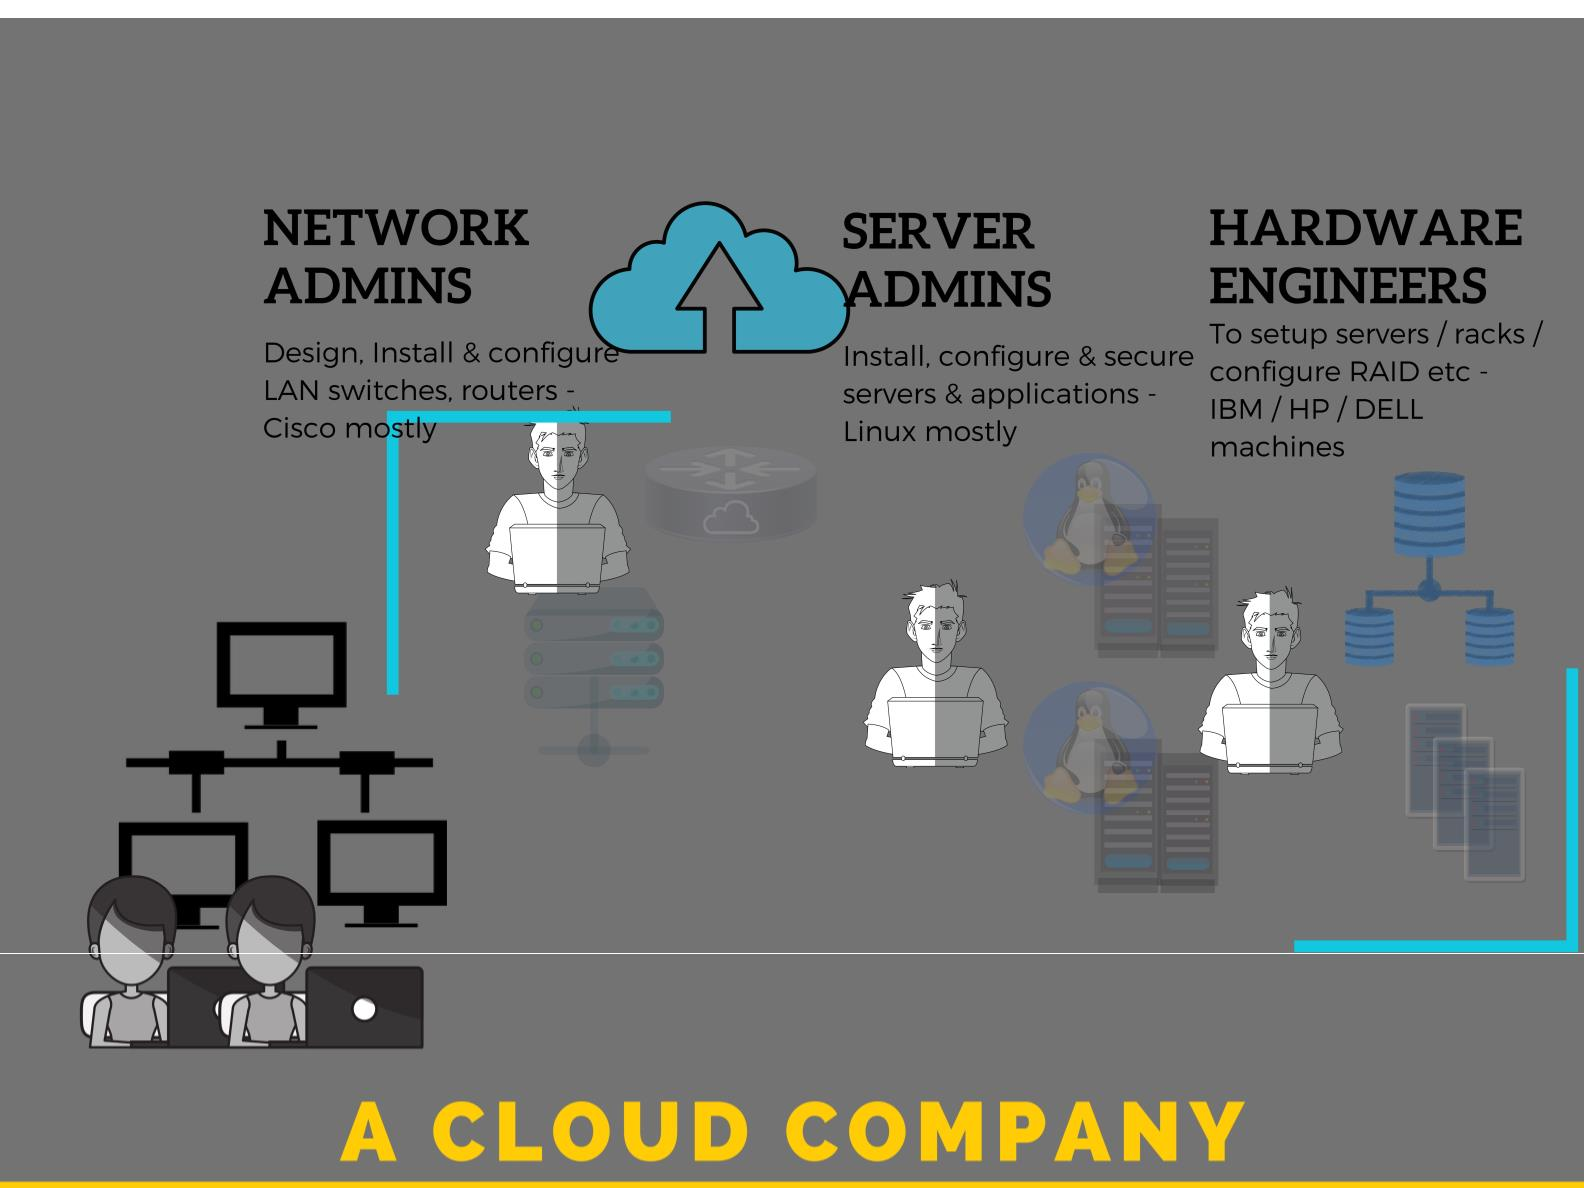 NETWORK
ADMINS
Design, Install & configure
LAN switches, routers -
Cisco mostly
SERVER
ADMINS
Install, configure & secure
servers & applications -
Linux mostly
HARDWARE
ENGINEERS
To setup servers / racks /
configure RAID etc -
IBM / HP / DELL
machines
A CLOUD COMPANY